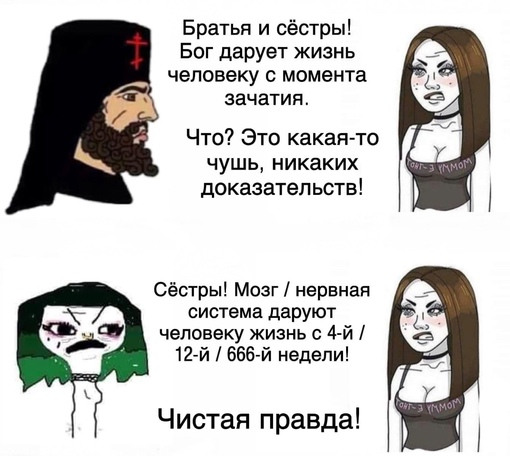 Братья и сёстры!
Бог дарует жизнь
человеку с момента
зачатия.
Что? Это какая-то
чушь, никаких
доказательств!
Сёстры! Мозг / нервная
система даруют
человеку жизнь с 4-й /
12-й / 666-й недели!
Чистая правда!